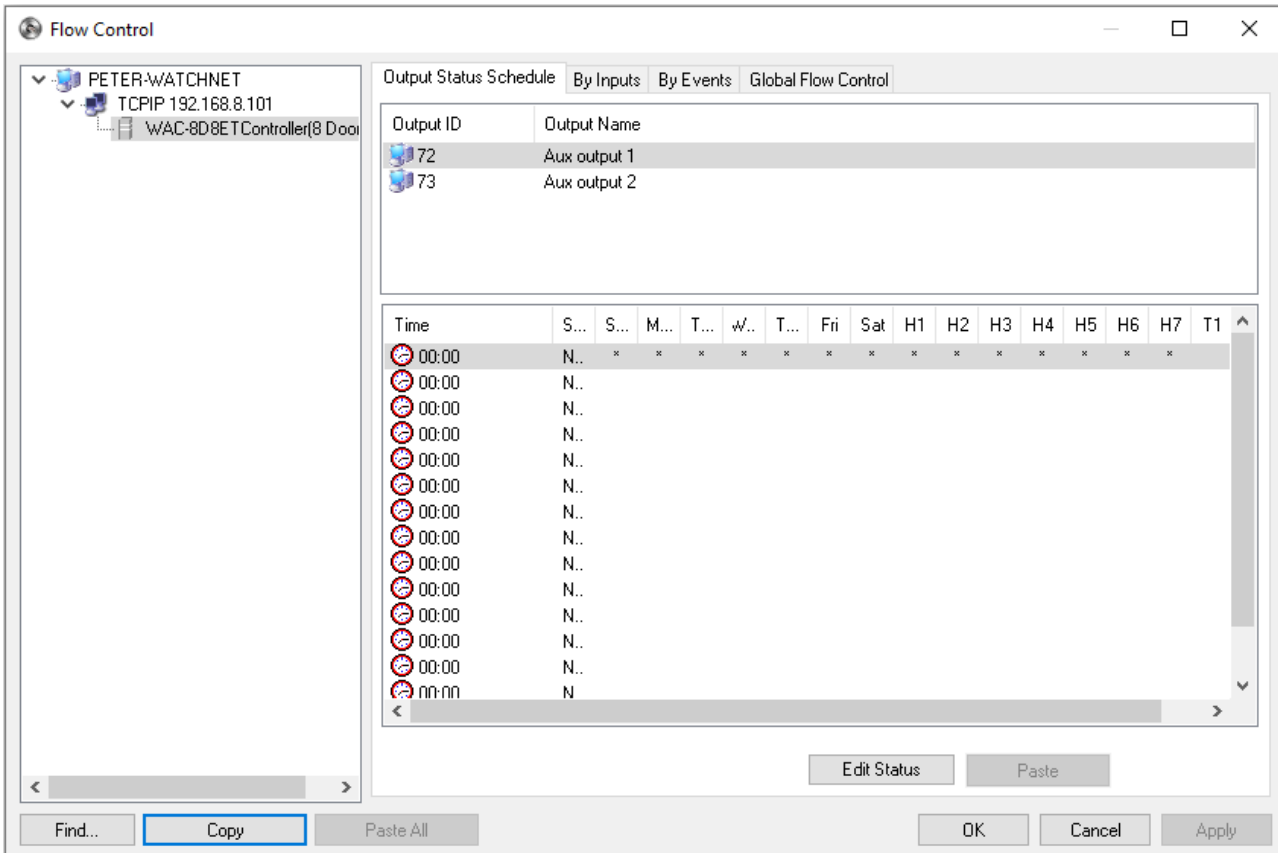 Flow Control
PETER-WATCHNET
TCPIP 192.168.8.101
WAC-8D8ETController(8 Door
Output Status Schedule By Inputs By Events Global Flow Control
Output ID Output Name
72 Aux output 1
73 Aux output 2
Time S... S... M... T... W.. T... Fri Sat H1 H2 H3 H4 H5 H6 H7 T1
00:00 N.. * * * * * * * * * * * * * *
00:00 N..
00:00 N..
00:00 N..
00:00 N..
00:00 N..
00:00 N..
00:00 N..
00:00 N..
00:00 N..
00:00 N..
00:00 N..
00:00 N..
00:00 N
Edit Status Paste
Find... Copy Paste All OK Cancel Apply